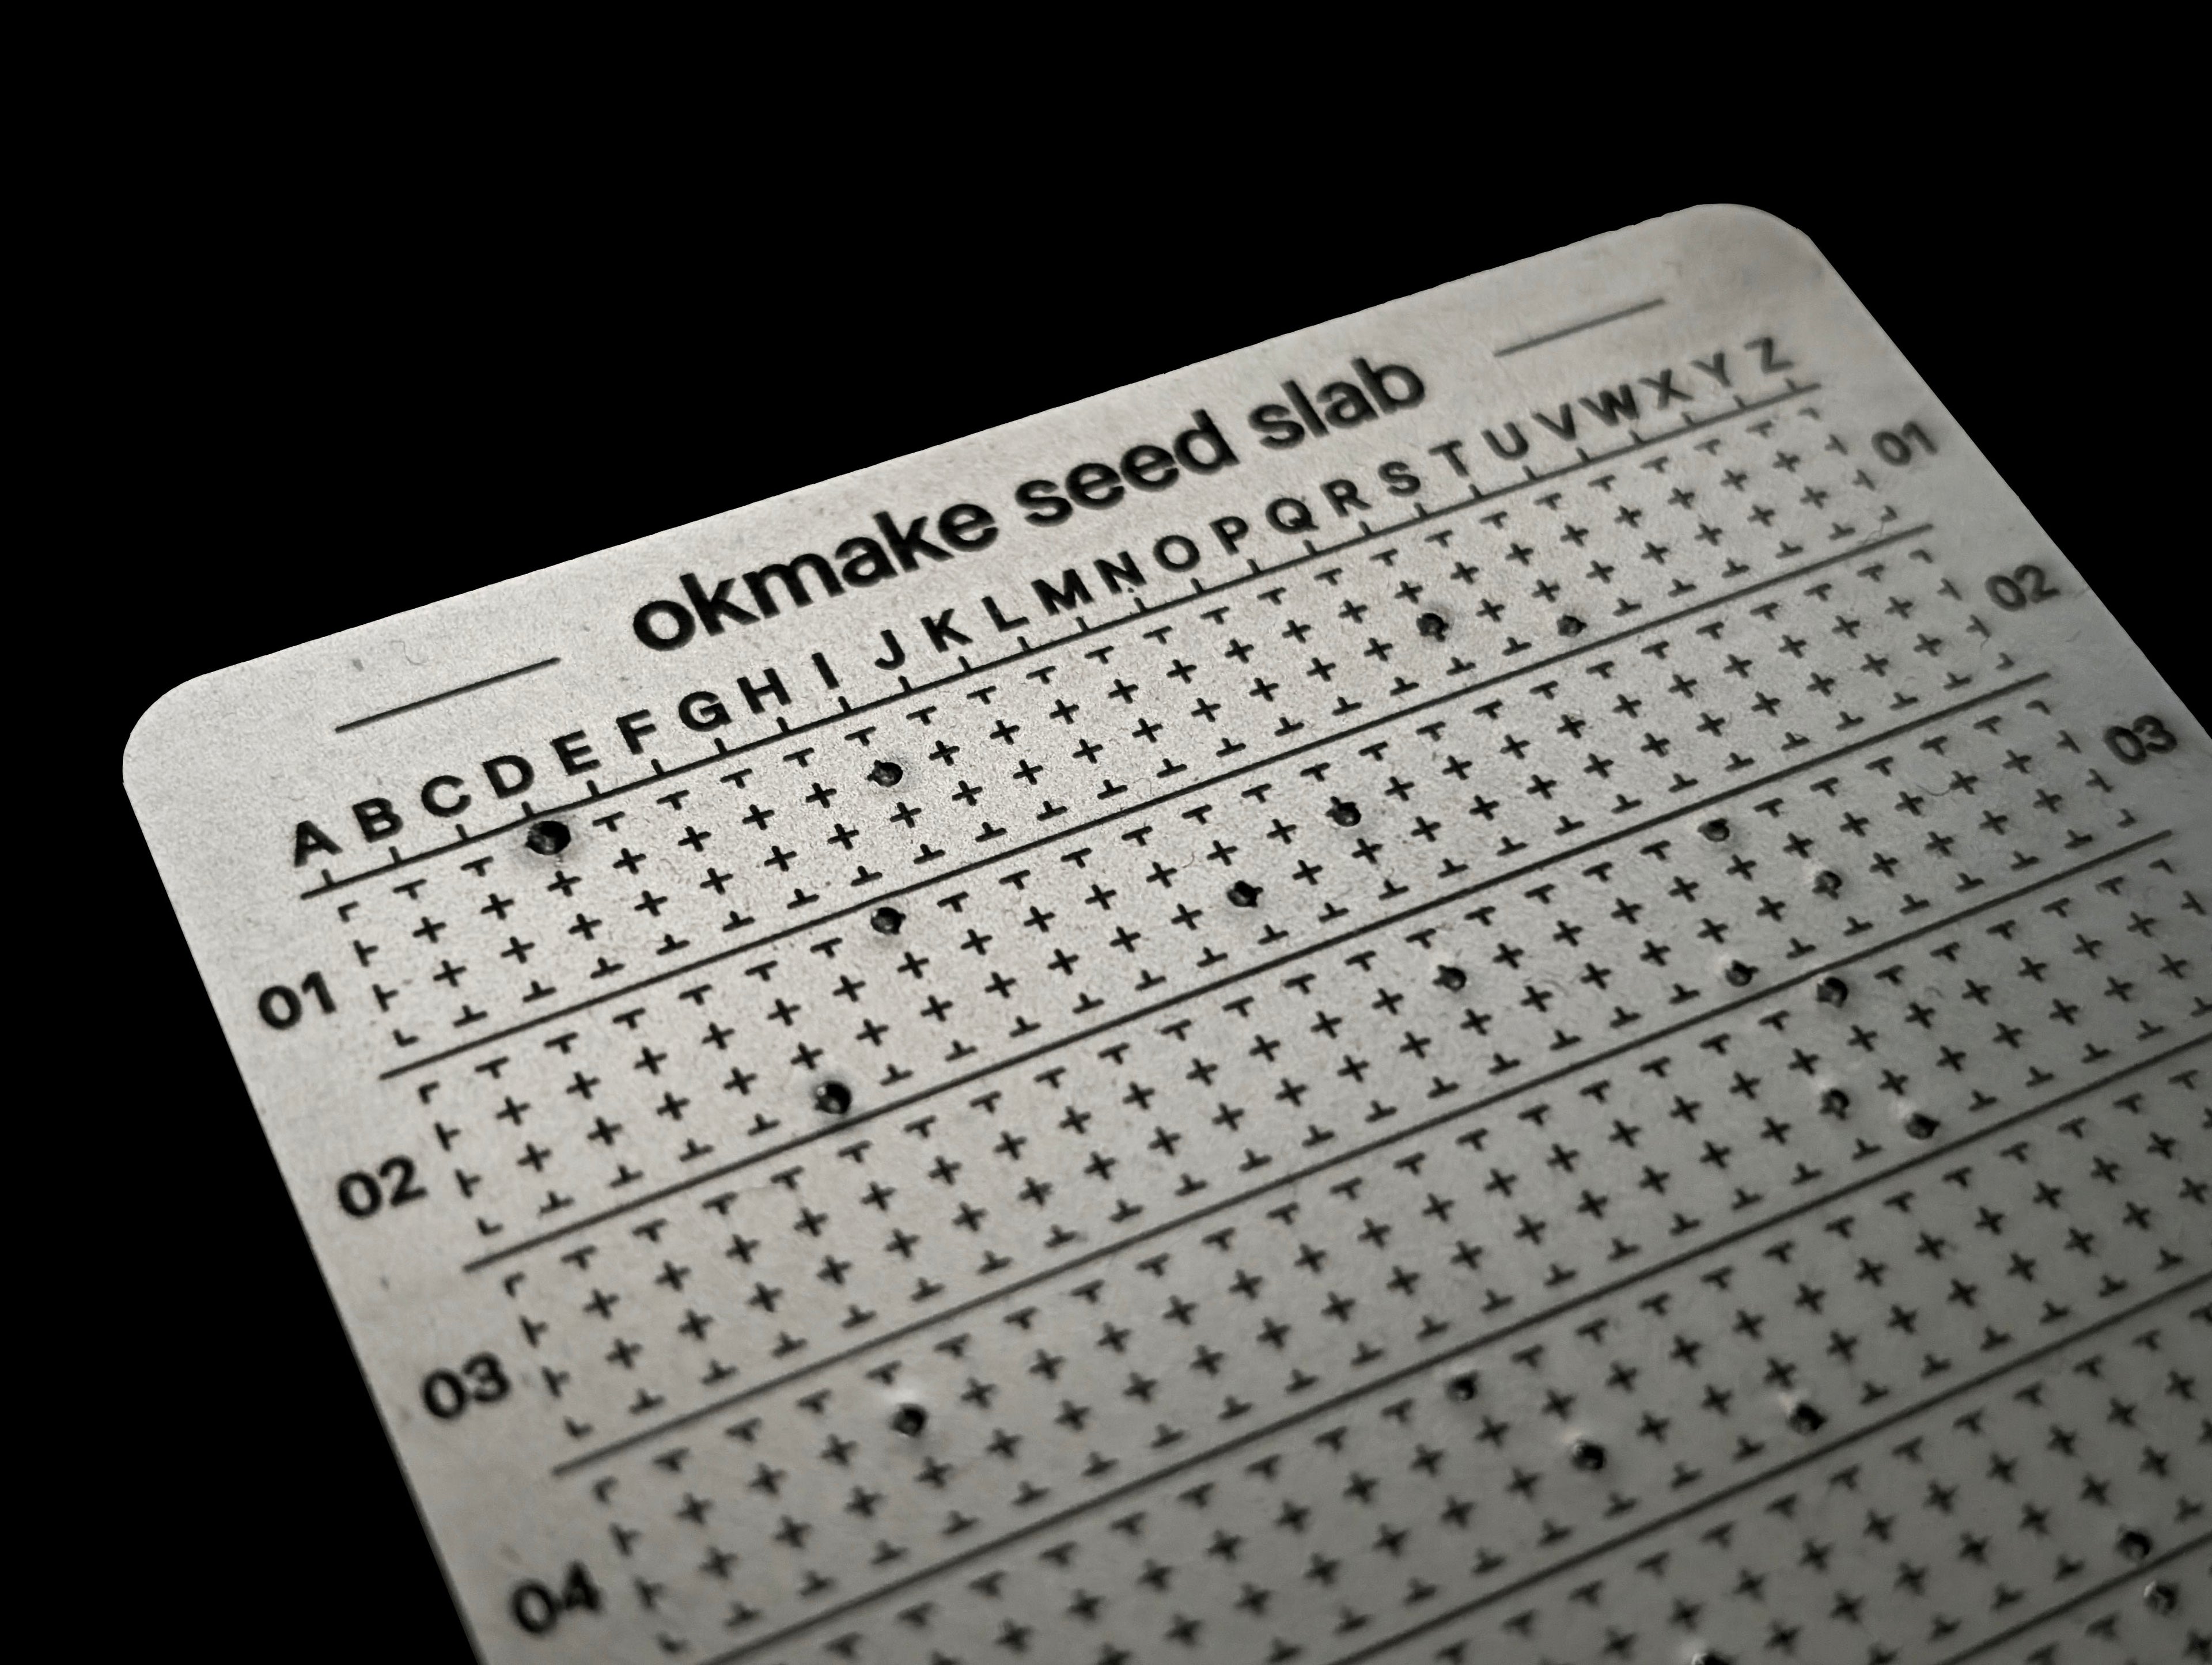 okmake seed slab
A B C D E F G H I J K L M N O P Q R S T U V W X Y Z
01 01
02 02
03 03
04